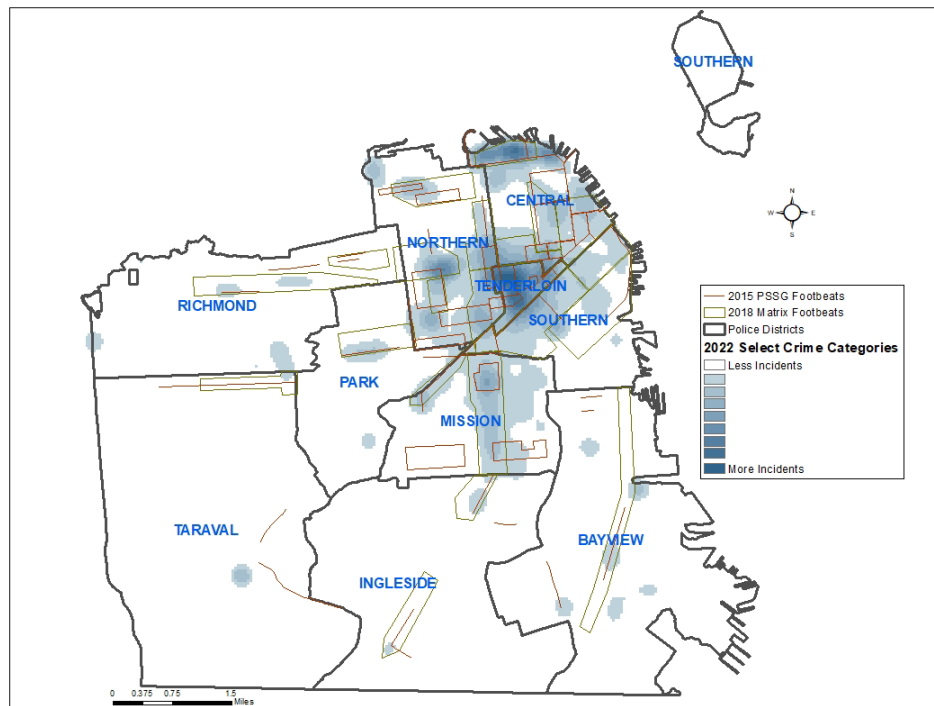 SOUTHERN
CENTRAL
N
W E
S
NORTHERN
TENDERLOIN
RICHMOND
SOUTHERN
PARK
MISSION
TARAVAL
BAYVIEW
INGLESIDE
2015 PSSG Footbeats
2018 Matrix Footbeats
Police Districts
2022 Select Crime Categories
Less Incidents
More Incidents
0 0.375 0.75 1.5
Miles